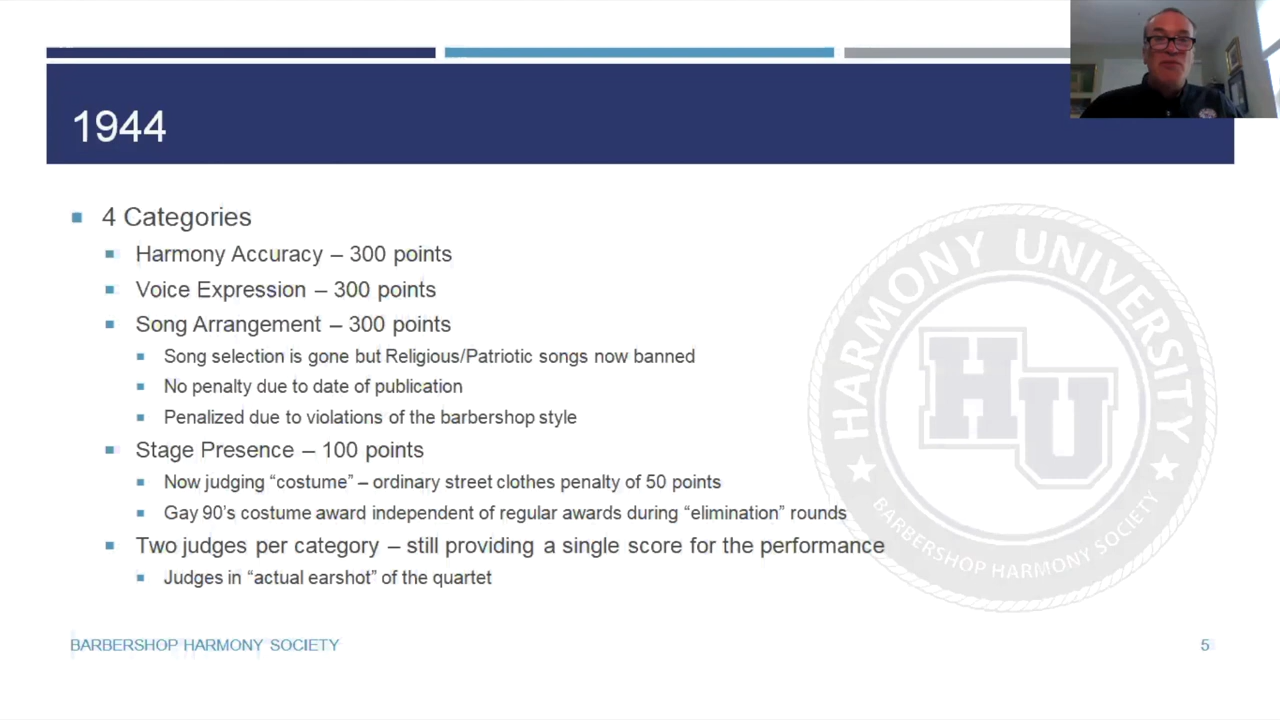 1944
4 Categories
Harmony Accuracy – 300 points
Voice Expression – 300 points
Song Arrangement – 300 points
Song selection is gone but Religious/Patriotic songs now banned
No penalty due to date of publication
Penalized due to violations of the barbershop style
Stage Presence – 100 points
Now judging “costume” – ordinary street clothes penalty of 50 points
Gay 90’s costume award independent of regular awards during “elimination” rounds
Two judges per category – still providing a single score for the performance
Judges in “actual earshot” of the quartet
HARMONY UNIVERSITY
HU
BARBERSHOP HARMONY SOCIETY
BARBERSHOP HARMONY SOCIETY
5